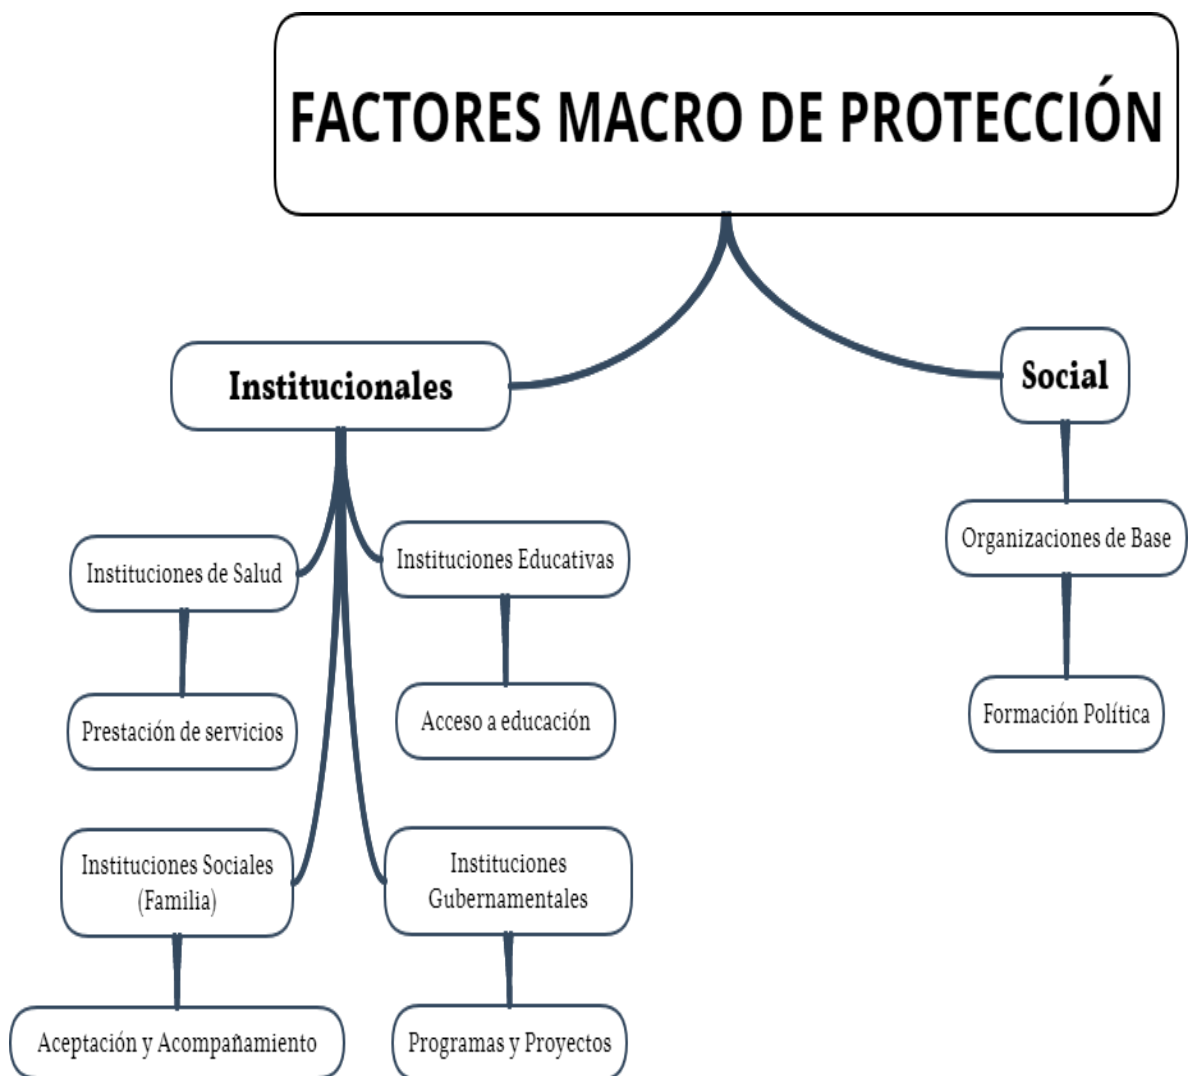 FACTORES MACRO DE PROTECCIÓN
Institucionales
Social
Instituciones de Salud
Instituciones Educativas
Organizaciones de Base
Prestación de servicios
Acceso a educación
Formación Política
Instituciones Sociales
(Familia)
Instituciones
Gubernamentales
Aceptación y Acompañamiento
Programas y Proyectos